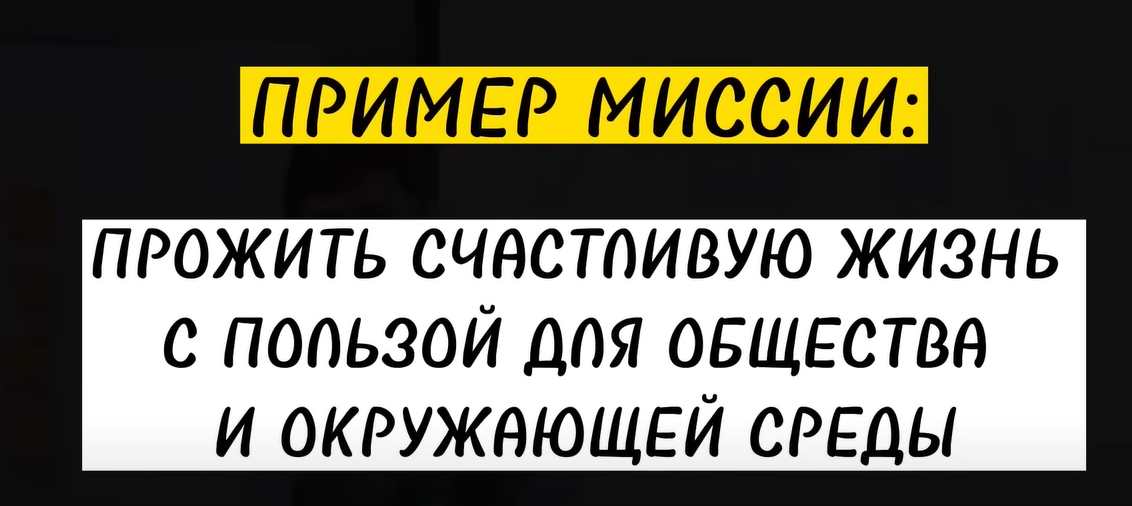 ПРИМЕР МИССИИ:
ПРОЖИТЬ СЧАСТЛИВУЮ ЖИЗНЬ
С ПОЛЬЗОЙ ДЛЯ ОБЩЕСТВА
И ОКРУЖАЮЩЕЙ СРЕДЫ